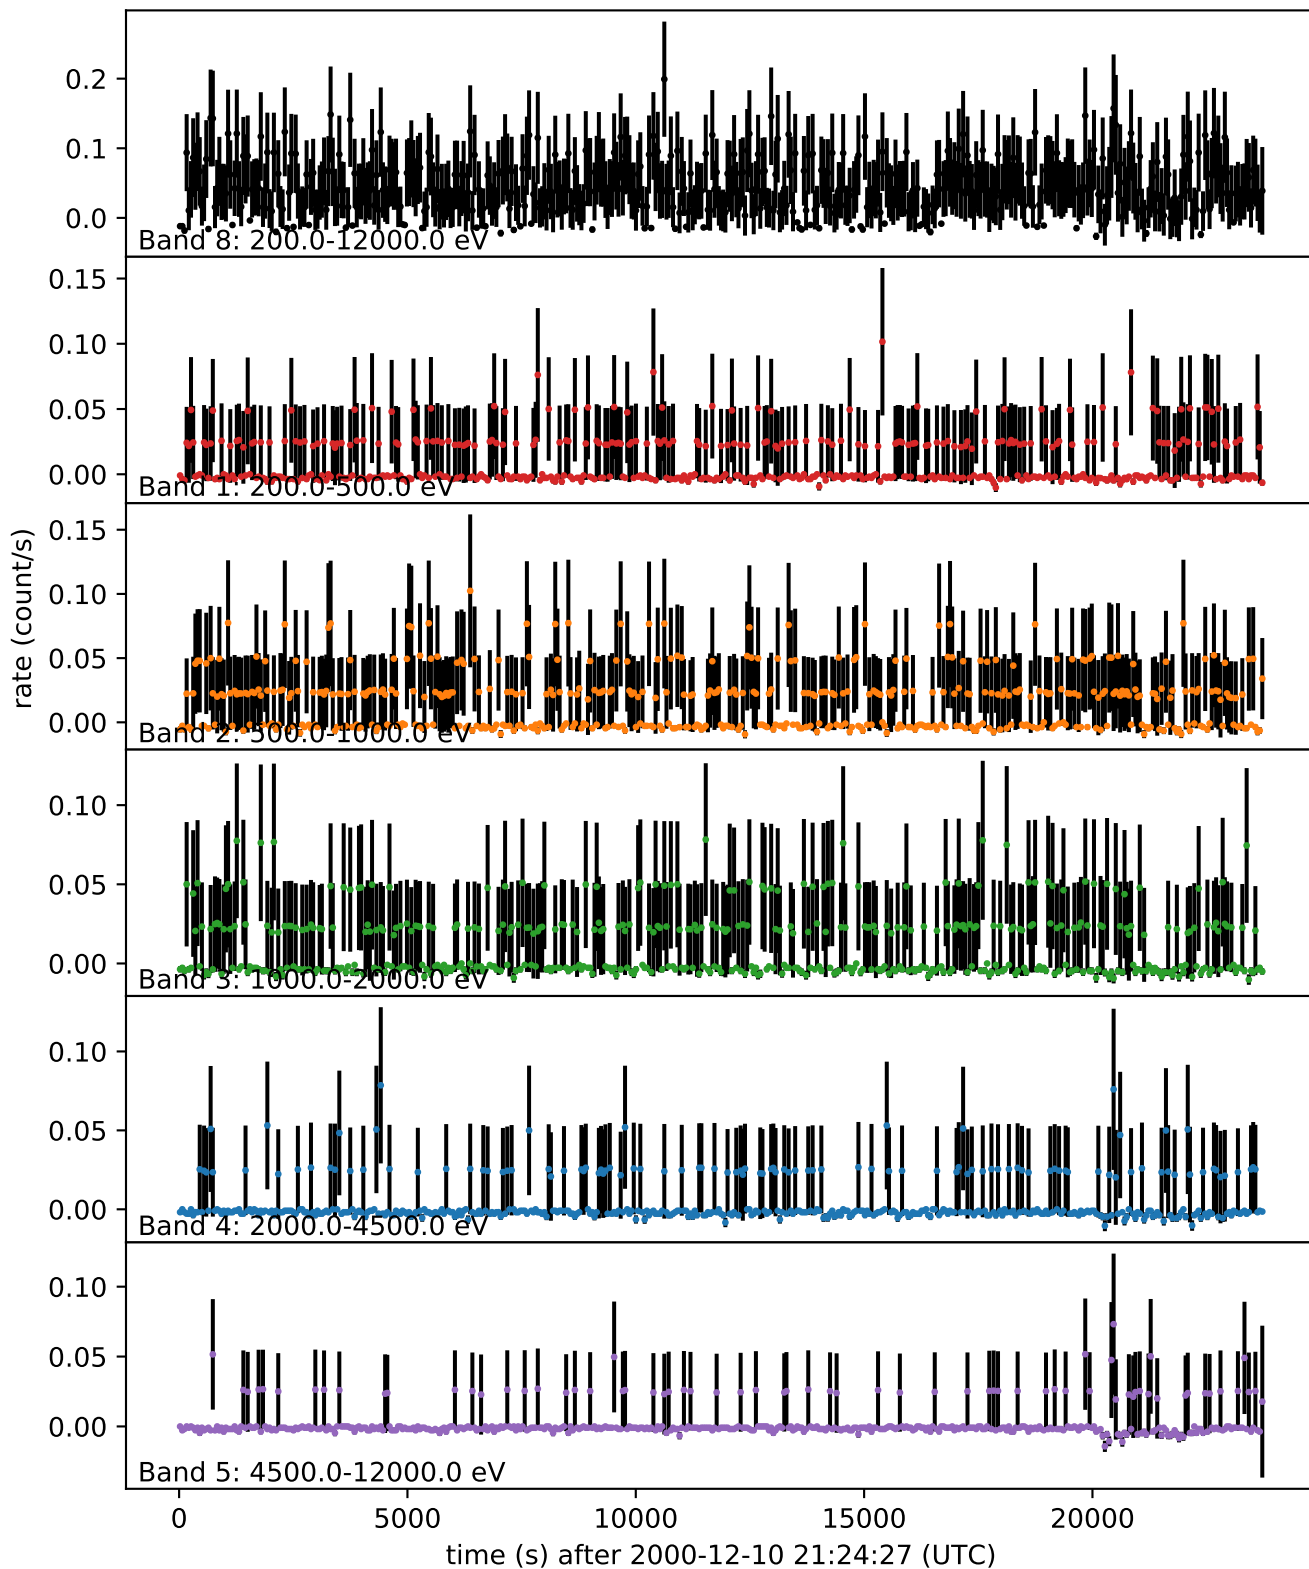 0.2
0.1
0.0
Band 8: 200.0-12000.0 eV
0.15
0.10
0.05
0.00
Band 1: 200.0-500.0 eV
0.15
0.10
0.05
0.00
Band 2: 500.0-1000.0 eV
rate (count/s)
0.10
0.05
0.00
Band 3: 1000.0-2000.0 eV
0.10
0.05
0.00
Band 4: 2000.0-4500.0 eV
0.10
0.05
0.00
Band 5: 4500.0-12000.0 eV
0 5000 10000 15000 20000
time (s) after 2000-12-10 21:24:27 (UTC)